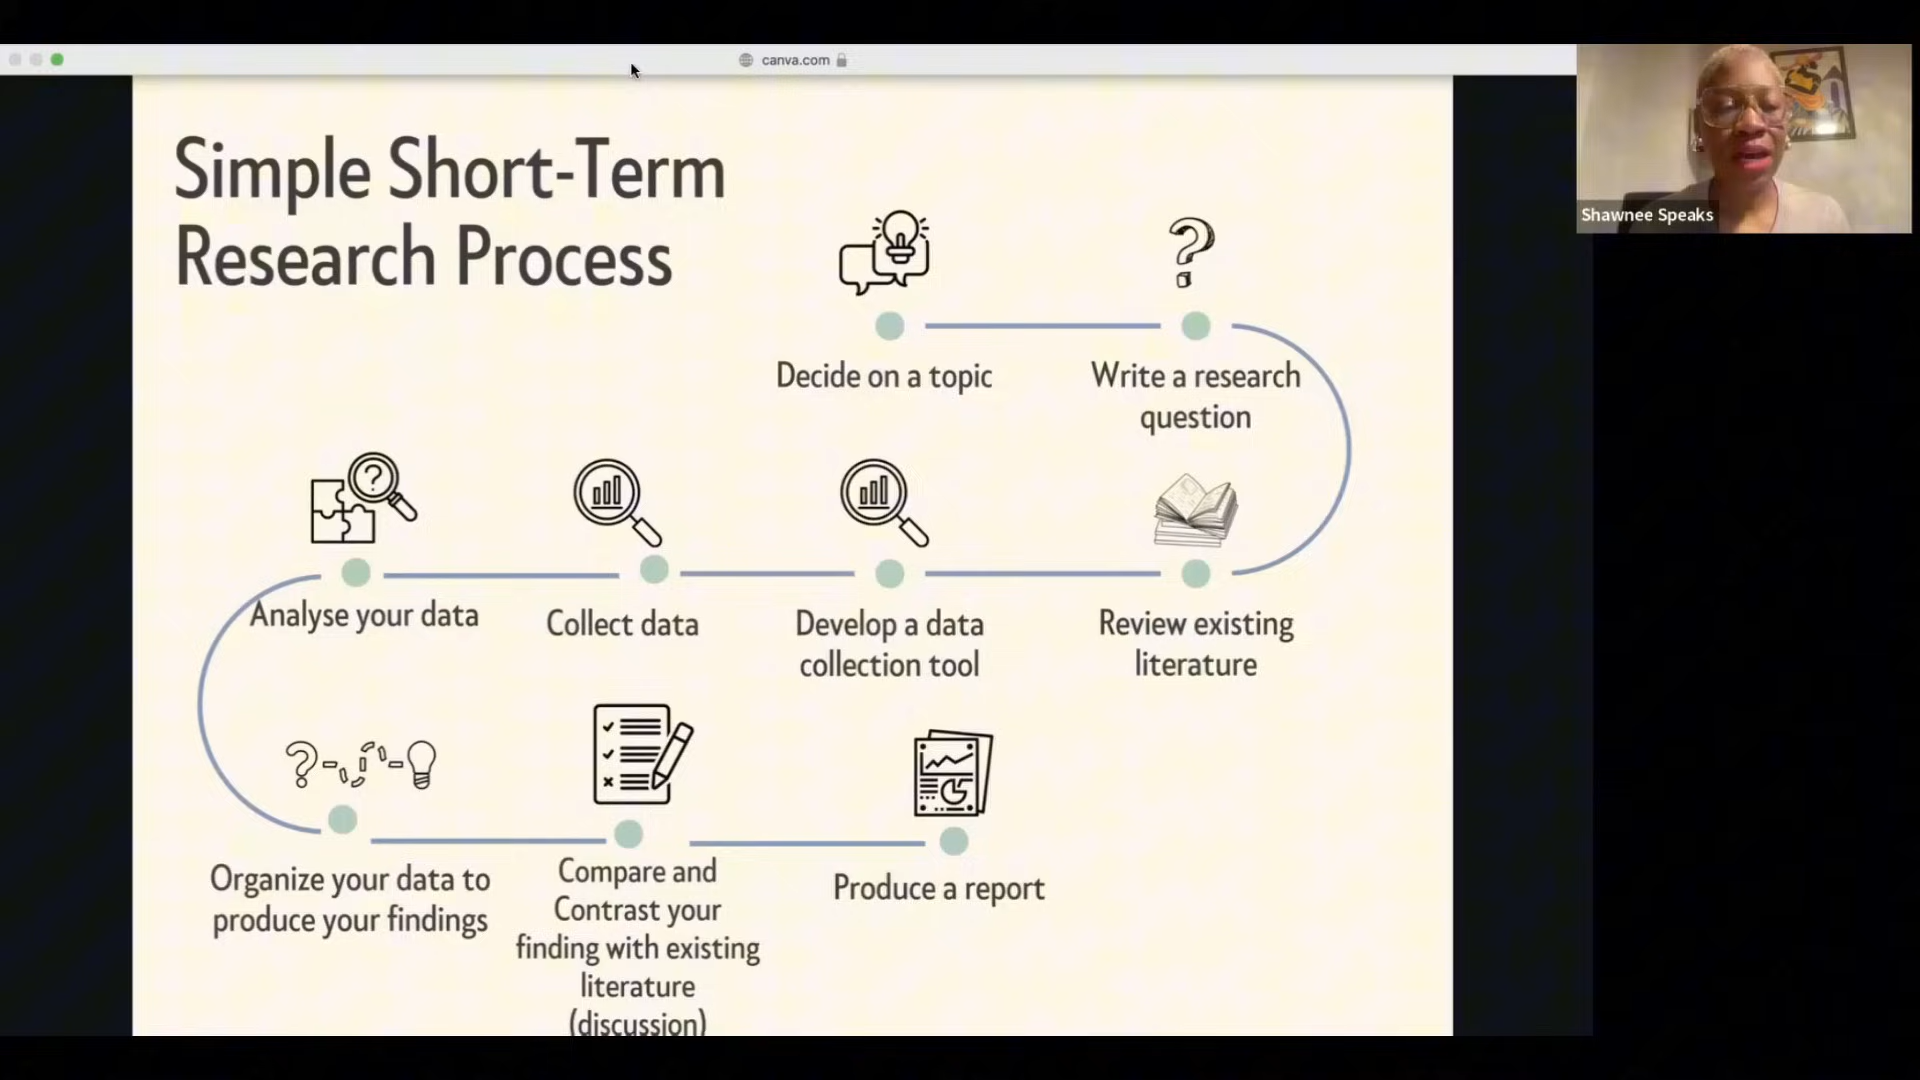 canva.com
Shawnee Speaks
Simple Short-Term
Research Process
Decide on a topic
Write a research
question
Analyse your data
Collect data
Develop a data
collection tool
Review existing
literature
Organize your data to
produce your findings
Compare and
Contrast your
finding with existing
literature
(discussion)
Produce a report